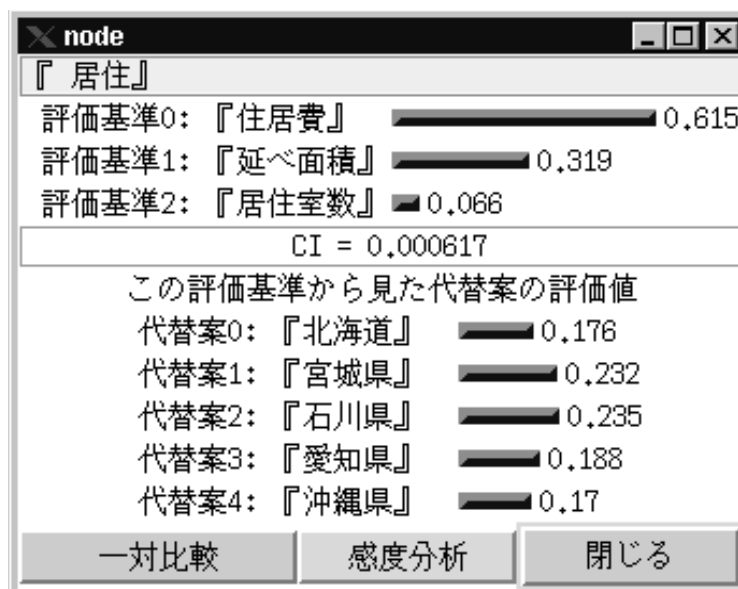 node
『 居住』
評価基準0: 『住居費』 0.615
評価基準1: 『延べ面積』 0.319
評価基準2: 『居住室数』 0.066
CI = 0.000617
この評価基準から見た代替案の評価値
代替案0: 『北海道』 0.176
代替案1: 『宮城県』 0.232
代替案2: 『石川県』 0.235
代替案3: 『愛知県』 0.188
代替案4: 『沖縄県』 0.17
一対比較 感度分析 閉じる